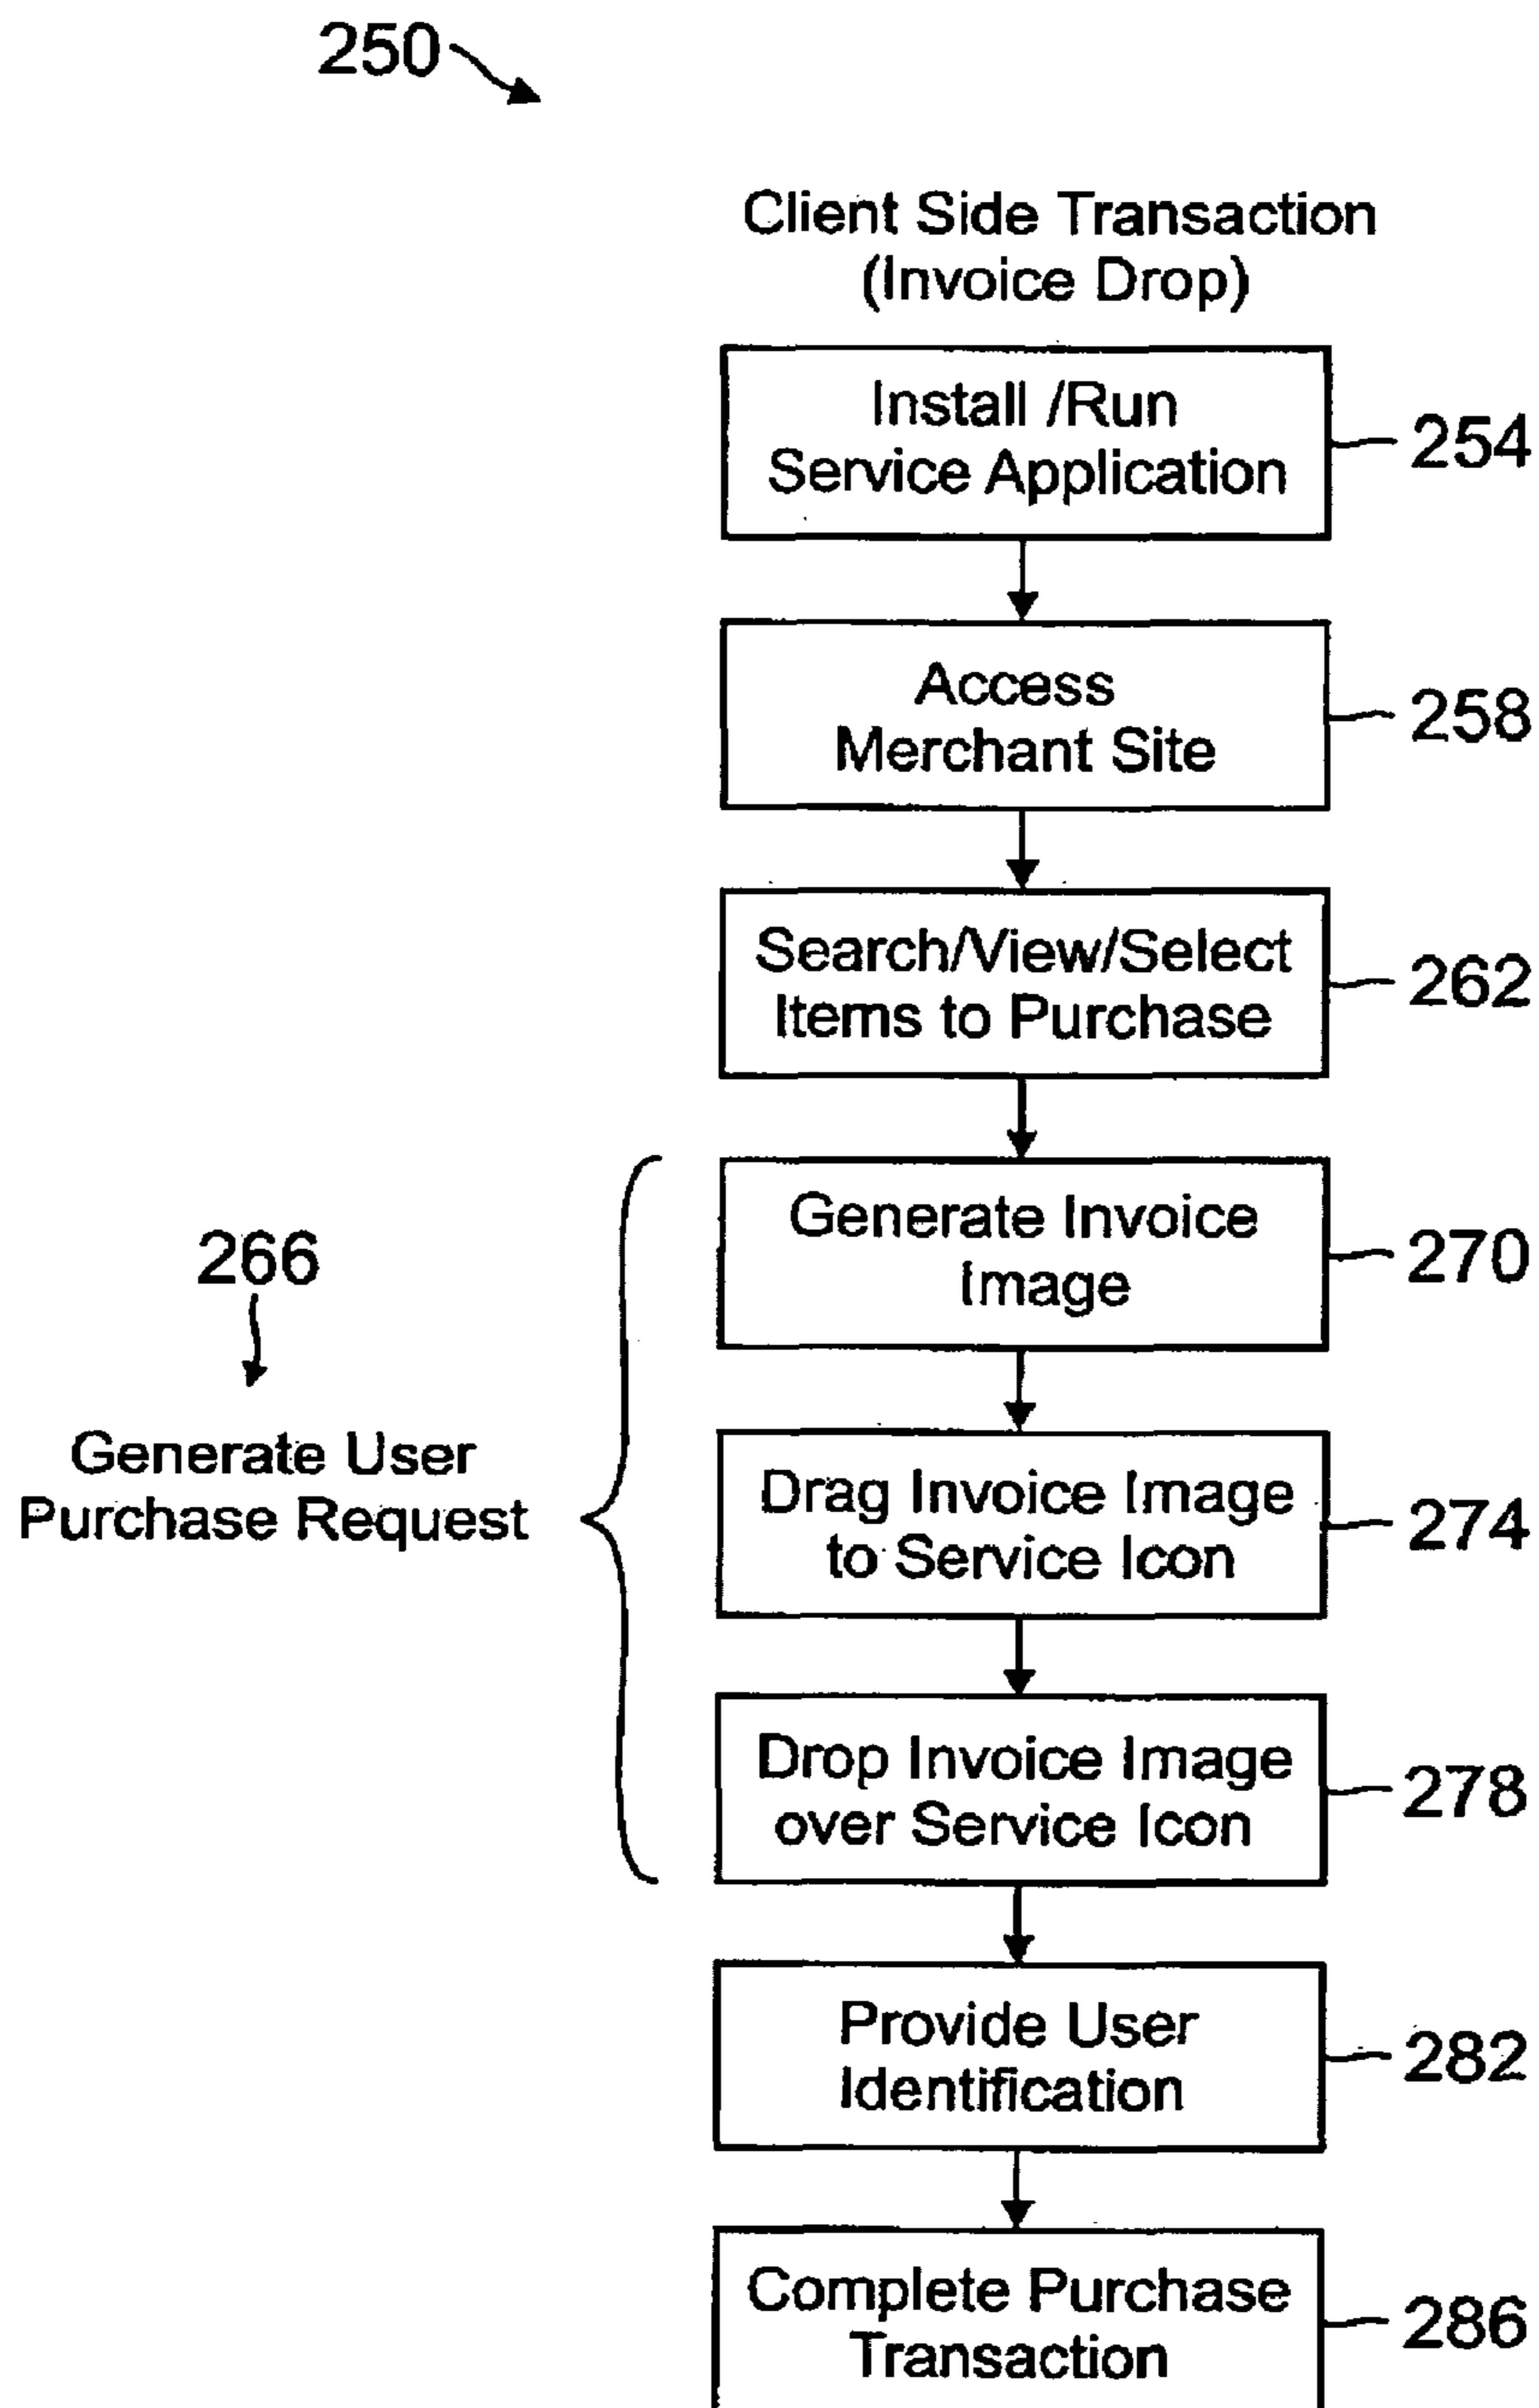 250
Client Side Transaction
(Invoice Drop)
Install /Run
Service Application
254
Access
Merchant Site
258
Search/View/Select
Items to Purchase
262
266
Generate User
Purchase Request
Generate Invoice
Image
270
Drag Invoice Image
to Service Icon
274
Drop Invoice Image
over Service Icon
278
Provide User
Identification
282
Complete Purchase
Transaction
286